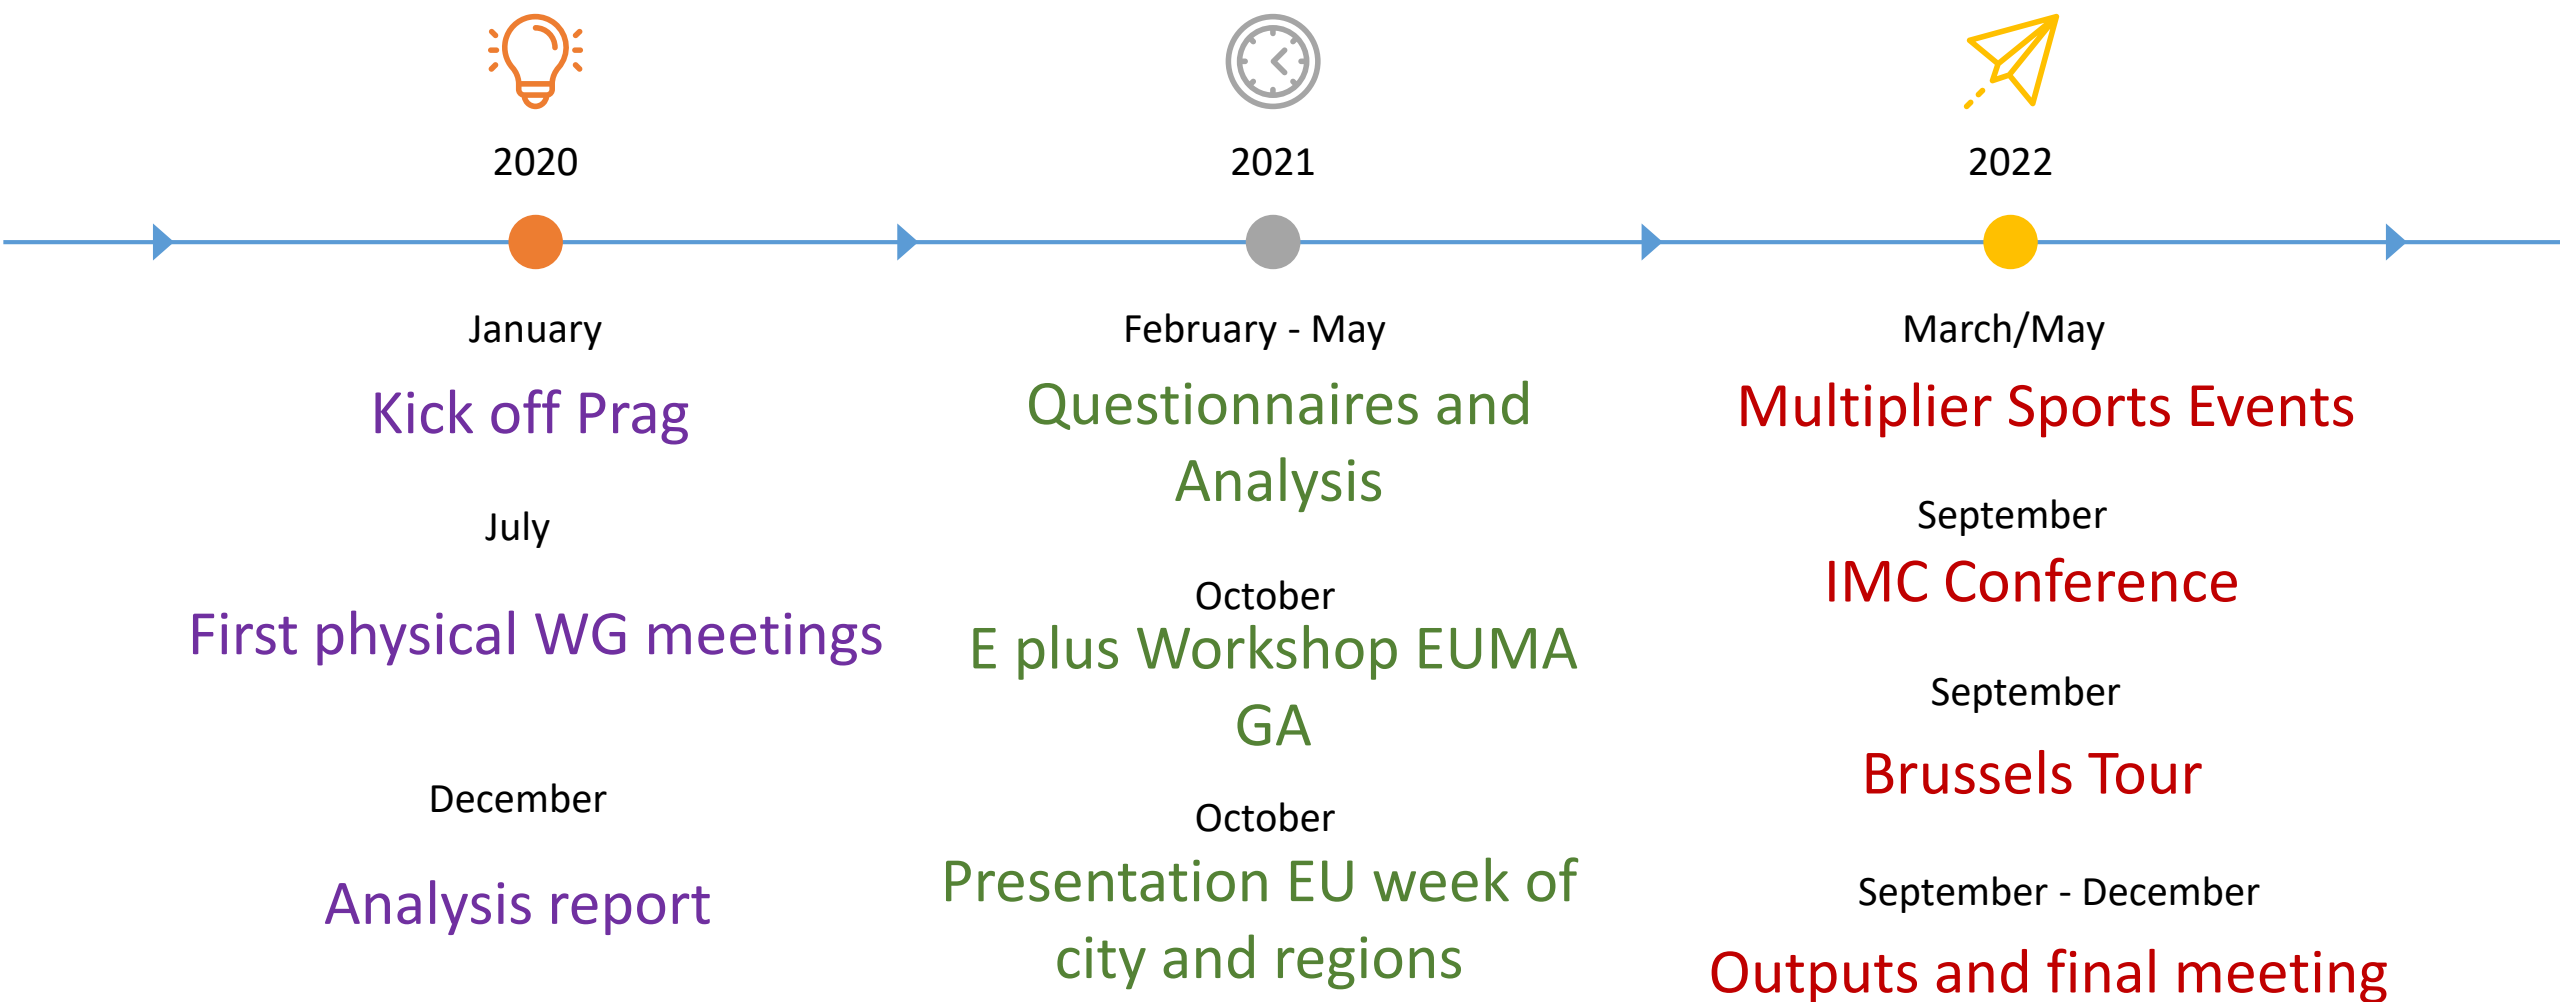 2020
January
Kick off Prag
July
First physical WG meetings
December
Analysis report
2021
February - May
Questionnaires and
Analysis
October
E plus Workshop EUMA
GA
October
Presentation EU week of
city and regions
2022
March/May
Multiplier Sports Events
September
IMC Conference
September
Brussels Tour
September - December
Outputs and final meeting